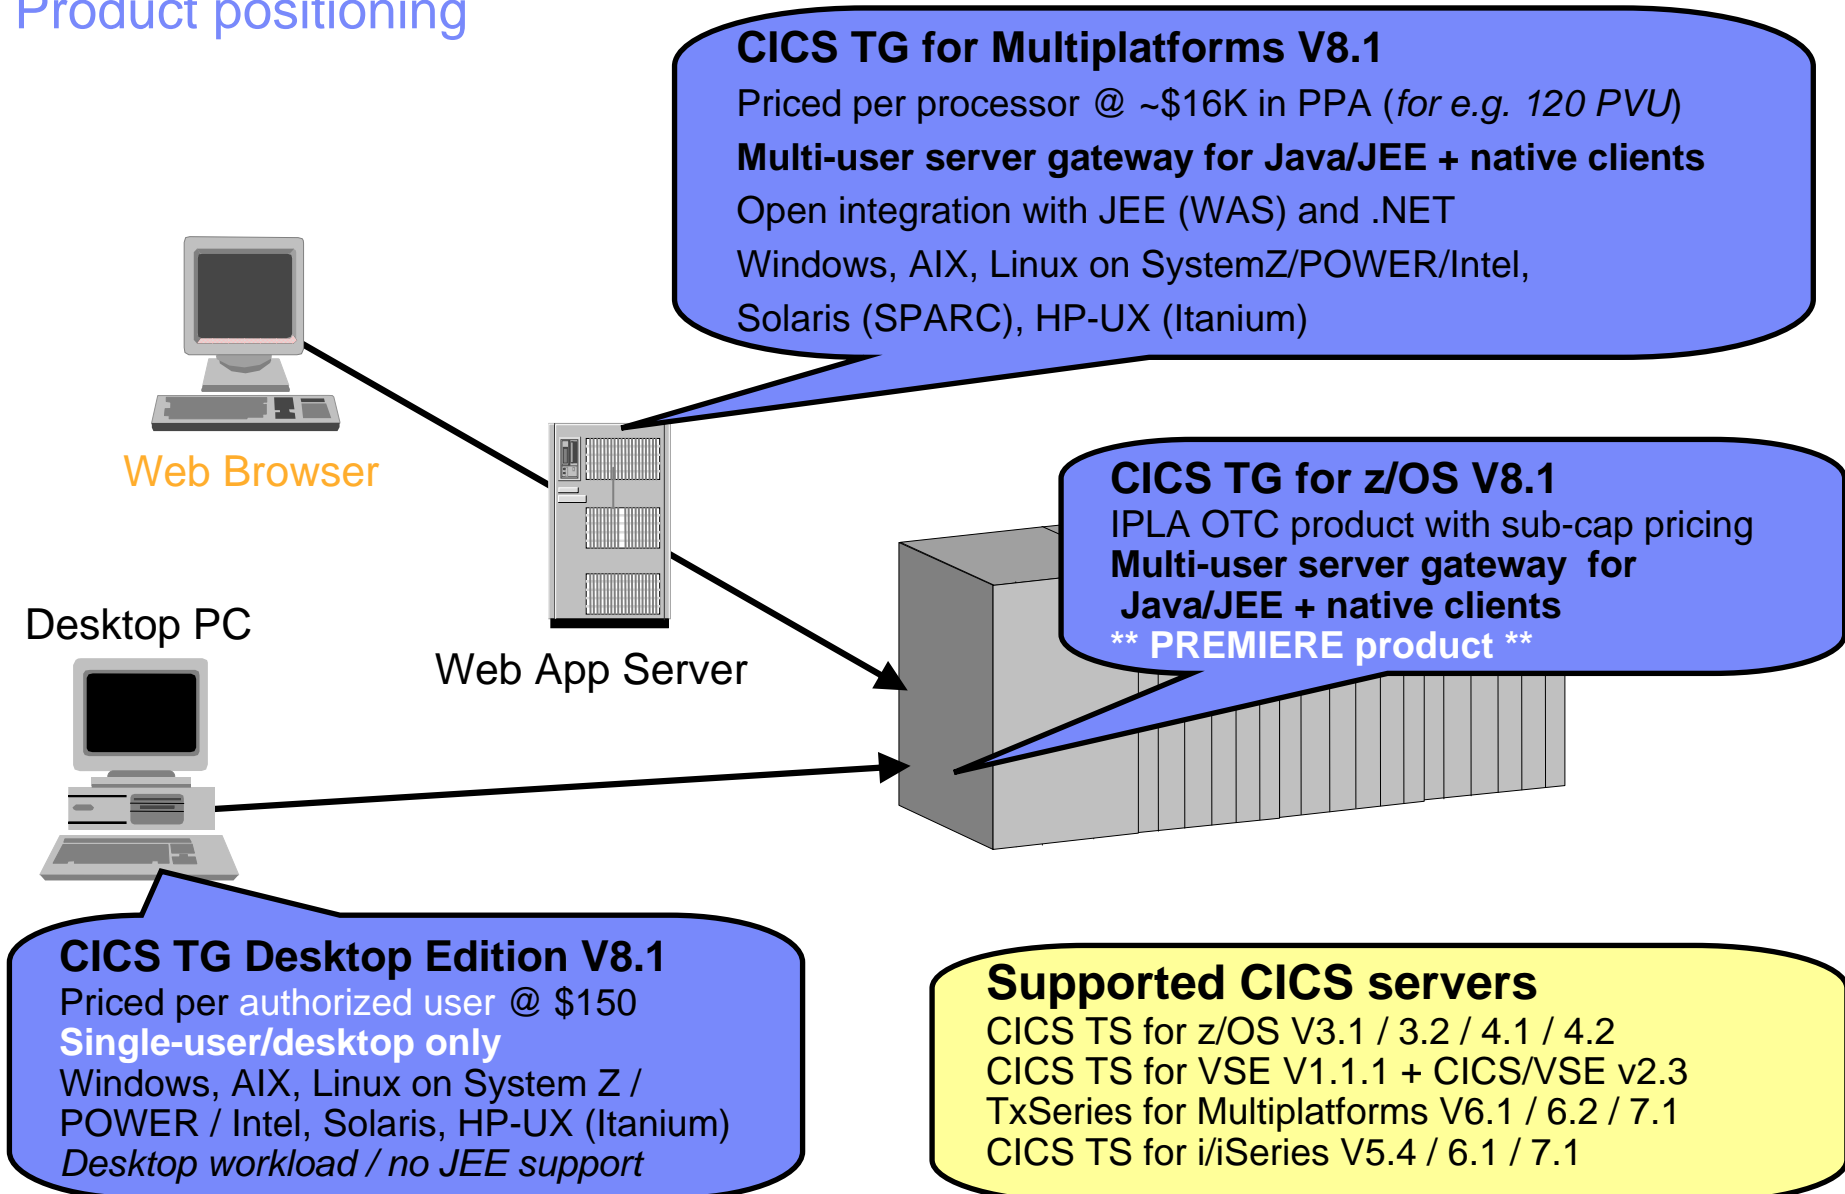 Product positioning
CICS TG for Multiplatforms V8.1
Priced per processor @ ~$16K in PPA (for e.g. 120 PVU)
Multi-user server gateway for Java/JEE + native clients
Open integration with JEE (WAS) and .NET
Windows, AIX, Linux on SystemZ/POWER/Intel,
Solaris (SPARC), HP-UX (Itanium)
Web Browser
CICS TG for z/OS V8.1
IPLA OTC product with sub-cap pricing
Multi-user server gateway for
Java/JEE + native clients
** PREMIERE product **
Desktop PC
Web App Server
CICS TG Desktop Edition V8.1
Priced per authorized user @ $150
Single-user/desktop only
Windows, AIX, Linux on System Z /
POWER / Intel, Solaris, HP-UX (Itanium)
Desktop workload / no JEE support
Supported CICS servers
CICS TS for z/OS V3.1 / 3.2 / 4.1 / 4.2
CICS TS for VSE V1.1.1 + CICS/VSE v2.3
TxSeries for Multiplatforms V6.1 / 6.2 / 7.1
CICS TS for i/iSeries V5.4 / 6.1 / 7.1